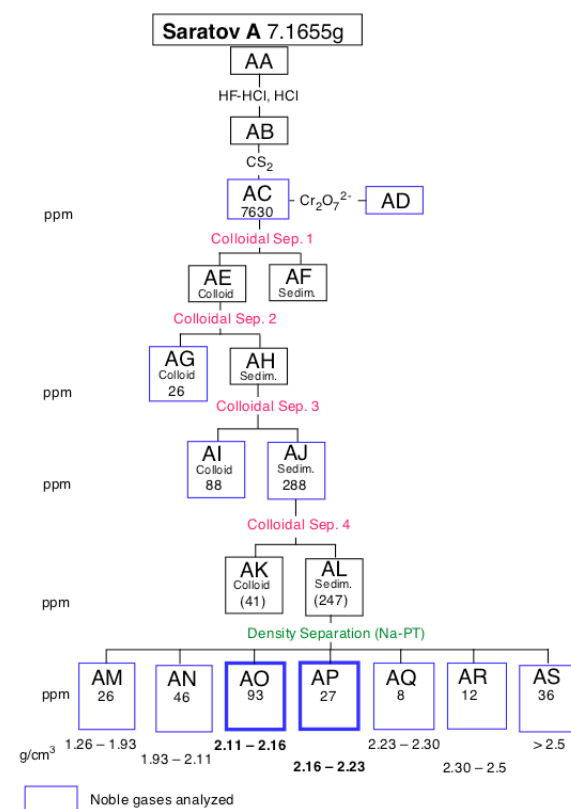 Saratov A 7.1655g
AA
HF-HCl, HCl
AB
CS₂
AC
7630
Cr₂O₇²⁻
AD
ppm
Colloidal Sep. 1
AE
Colloid
AF
Sedim.
Colloidal Sep. 2
AG
Colloid
26
AH
Sedim.
ppm
Colloidal Sep. 3
AI
Colloid
88
AJ
Sedim.
288
ppm
Colloidal Sep. 4
AK
Colloid
(41)
AL
Sedim.
(247)
ppm
Density Separation (Na-PT)
ppm
AM
26
AN
46
AO
93
AP
27
AQ
8
AR
12
AS
36
g/cm³
1.26 – 1.93
1.93 – 2.11
2.11 – 2.16
2.16 – 2.23
2.23 – 2.30
2.30 – 2.5
> 2.5
Noble gases analyzed